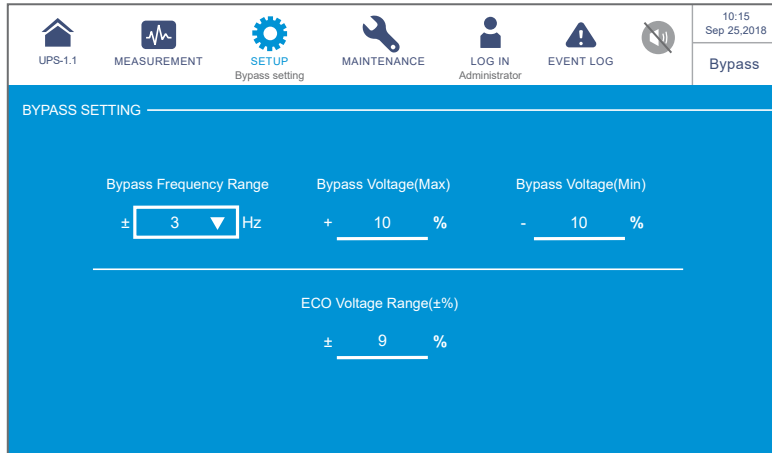 UPS-1.1
MEASUREMENT
SETUP
Bypass setting
MAINTENANCE
LOG IN
Administrator
EVENT LOG
10:15
Sep 25,2018
Bypass
BYPASS SETTING
Bypass Frequency Range
± 3 Hz
Bypass Voltage(Max)
+ 10 %
Bypass Voltage(Min)
- 10 %
ECO Voltage Range(±%)
± 9 %